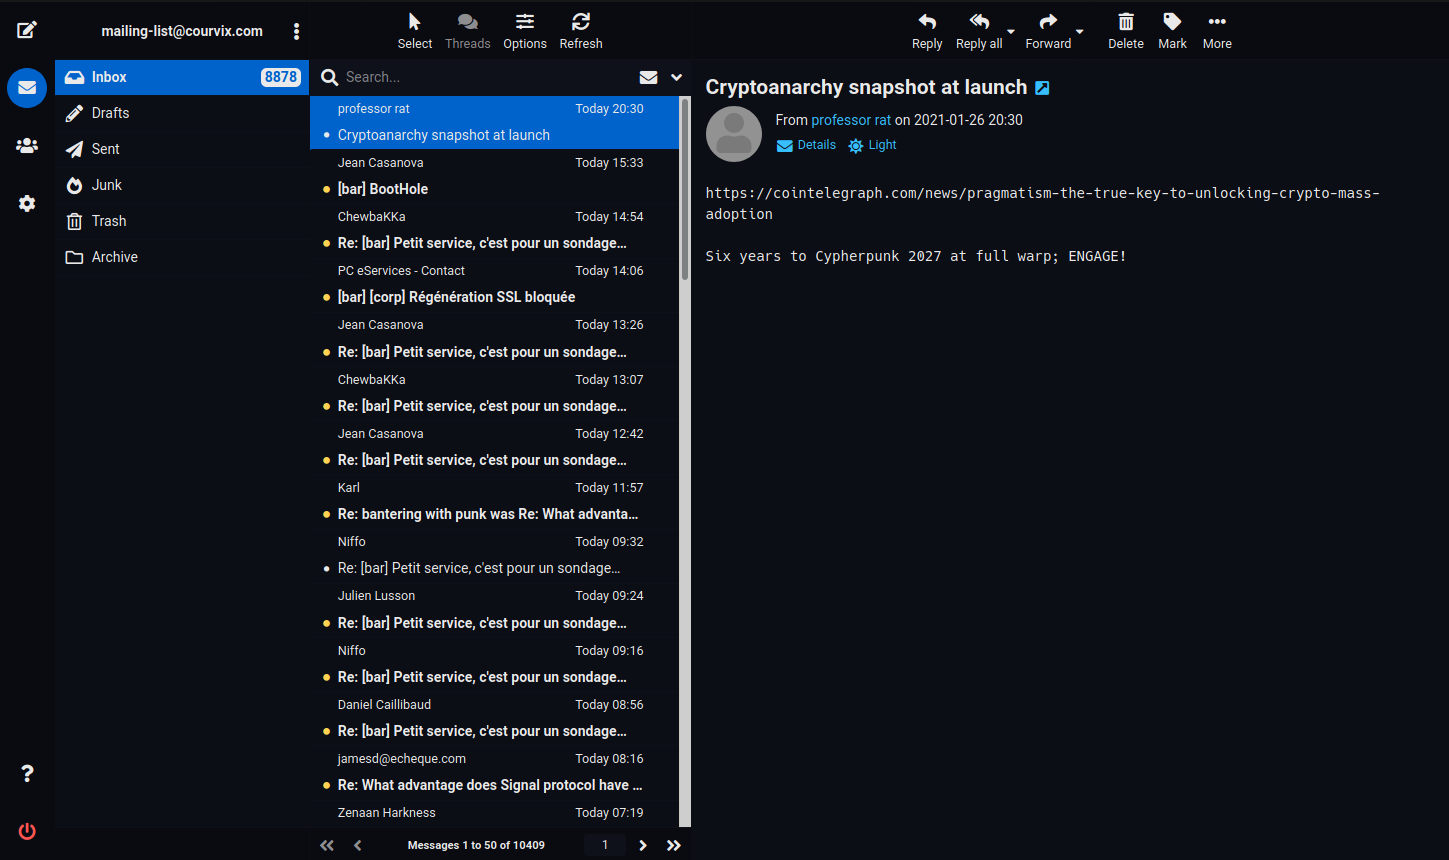 mailing-list@courvix.com
Select
Threads
Options
Refresh
Reply
Reply all
Forward
Delete
Mark
More
Inbox
8878
Drafts
Sent
Junk
Trash
Archive
Search...
professor rat Today 20:30
Cryptoanarchy snapshot at launch
Jean Casanova Today 15:33
[bar] BootHole
ChewbaKKa Today 14:54
Re: [bar] Petit service, c'est pour un sondage...
PC eServices - Contact Today 14:06
[bar] [corp] Régénération SSL bloquée
Jean Casanova Today 13:26
Re: [bar] Petit service, c'est pour un sondage...
ChewbaKKa Today 13:07
Re: [bar] Petit service, c'est pour un sondage...
Jean Casanova Today 12:42
Re: [bar] Petit service, c'est pour un sondage...
Karl Today 11:57
Re: bantering with punk was Re: What advanta...
Niffo Today 09:32
Re: [bar] Petit service, c'est pour un sondage...
Julien Lusson Today 09:24
Re: [bar] Petit service, c'est pour un sondage...
Niffo Today 09:16
Re: [bar] Petit service, c'est pour un sondage...
Daniel Caillibaud Today 08:56
Re: [bar] Petit service, c'est pour un sondage...
jamesd@echeque.com Today 08:16
Re: What advantage does Signal protocol have ...
Zenaan Harkness Today 07:19
Messages 1 to 50 of 10409
1
Cryptoanarchy snapshot at launch
From professor rat on 2021-01-26 20:30
Details Light
https://cointelegraph.com/news/pragmatism-the-true-key-to-unlocking-crypto-mass-
adoption
Six years to Cypherpunk 2027 at full warp; ENGAGE!
?